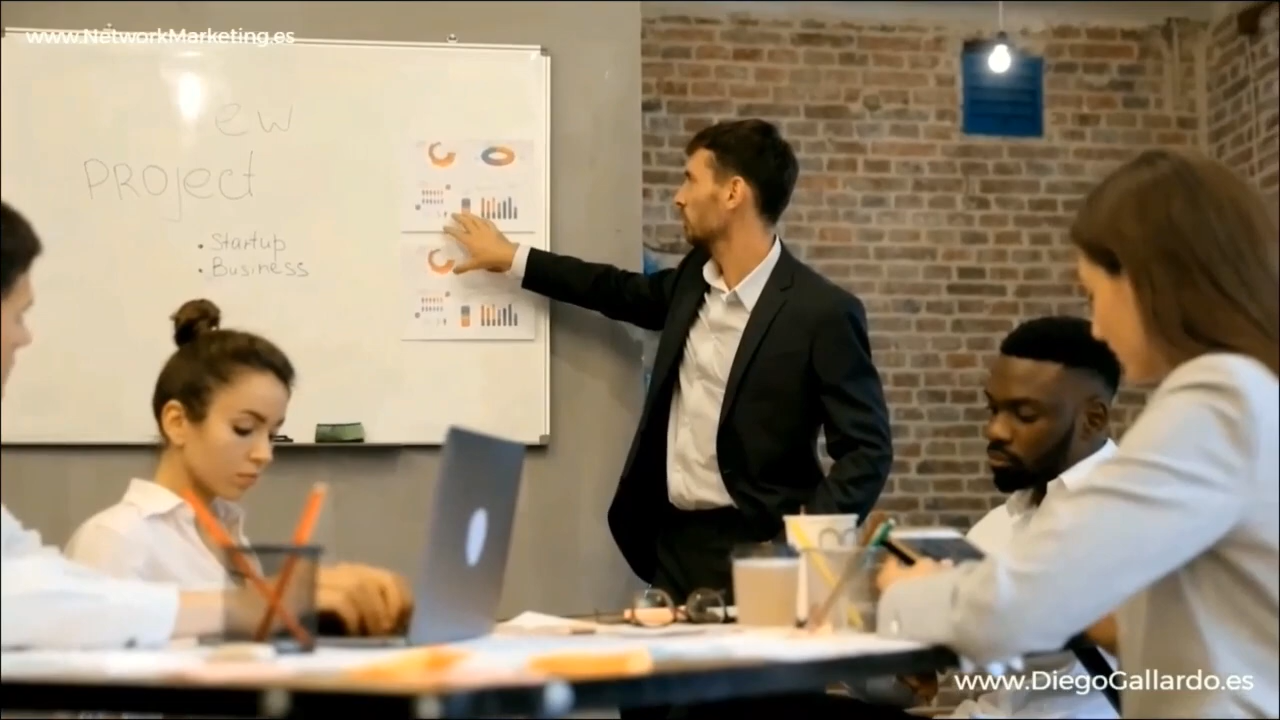 www.NetworkMarketing.es
ew
PROject
• Startup
• Business
www.DiegoGallardo.es